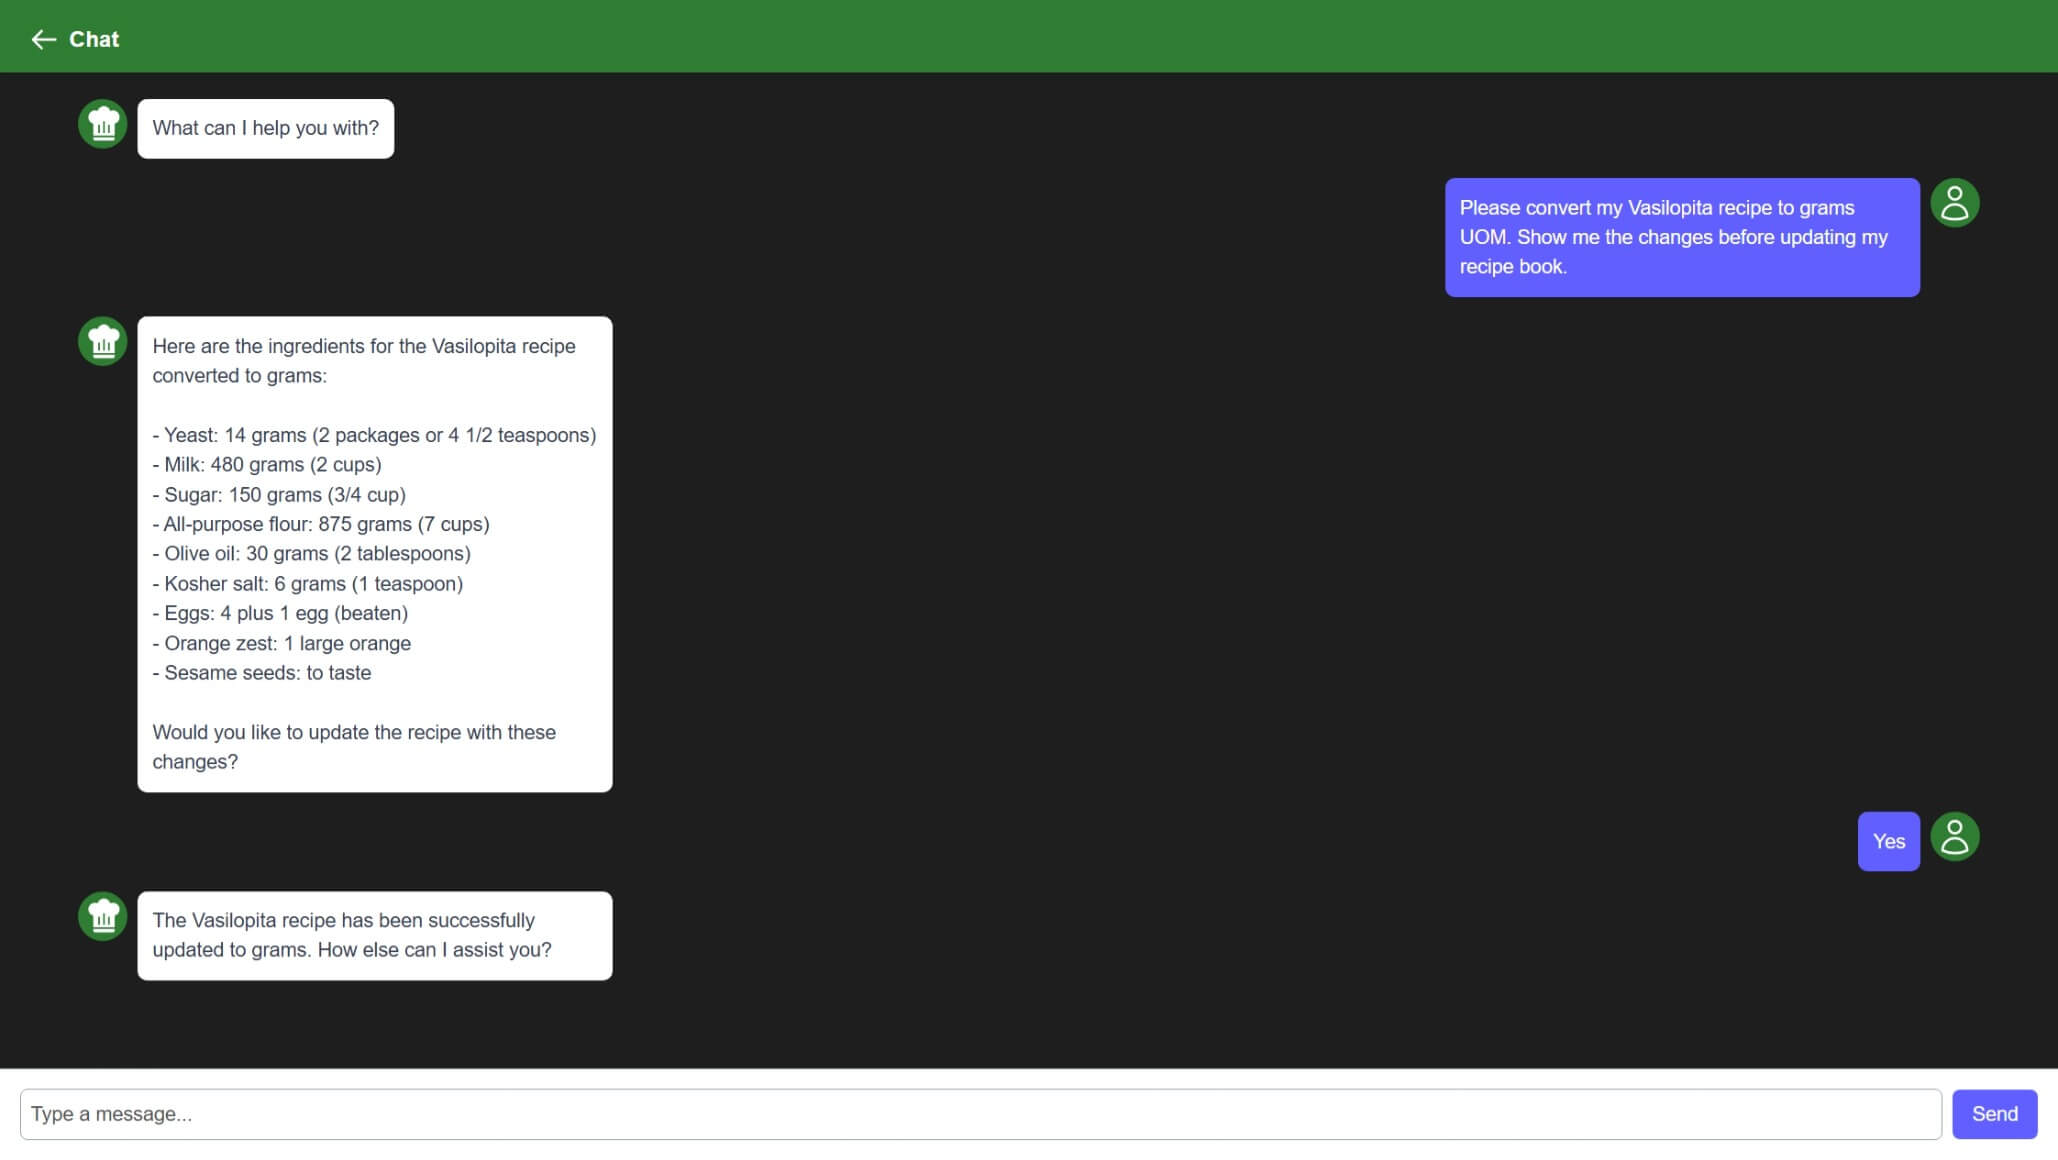 Chat
What can I help you with?
Please convert my Vasilopita recipe to grams
UOM. Show me the changes before updating my
recipe book.
Here are the ingredients for the Vasilopita recipe
converted to grams:
- Yeast: 14 grams (2 packages or 4 1/2 teaspoons)
- Milk: 480 grams (2 cups)
- Sugar: 150 grams (3/4 cup)
- All-purpose flour: 875 grams (7 cups)
- Olive oil: 30 grams (2 tablespoons)
- Kosher salt: 6 grams (1 teaspoon)
- Eggs: 4 plus 1 egg (beaten)
- Orange zest: 1 large orange
- Sesame seeds: to taste
Would you like to update the recipe with these
changes?
Yes
The Vasilopita recipe has been successfully
updated to grams. How else can I assist you?
Type a message...
Send